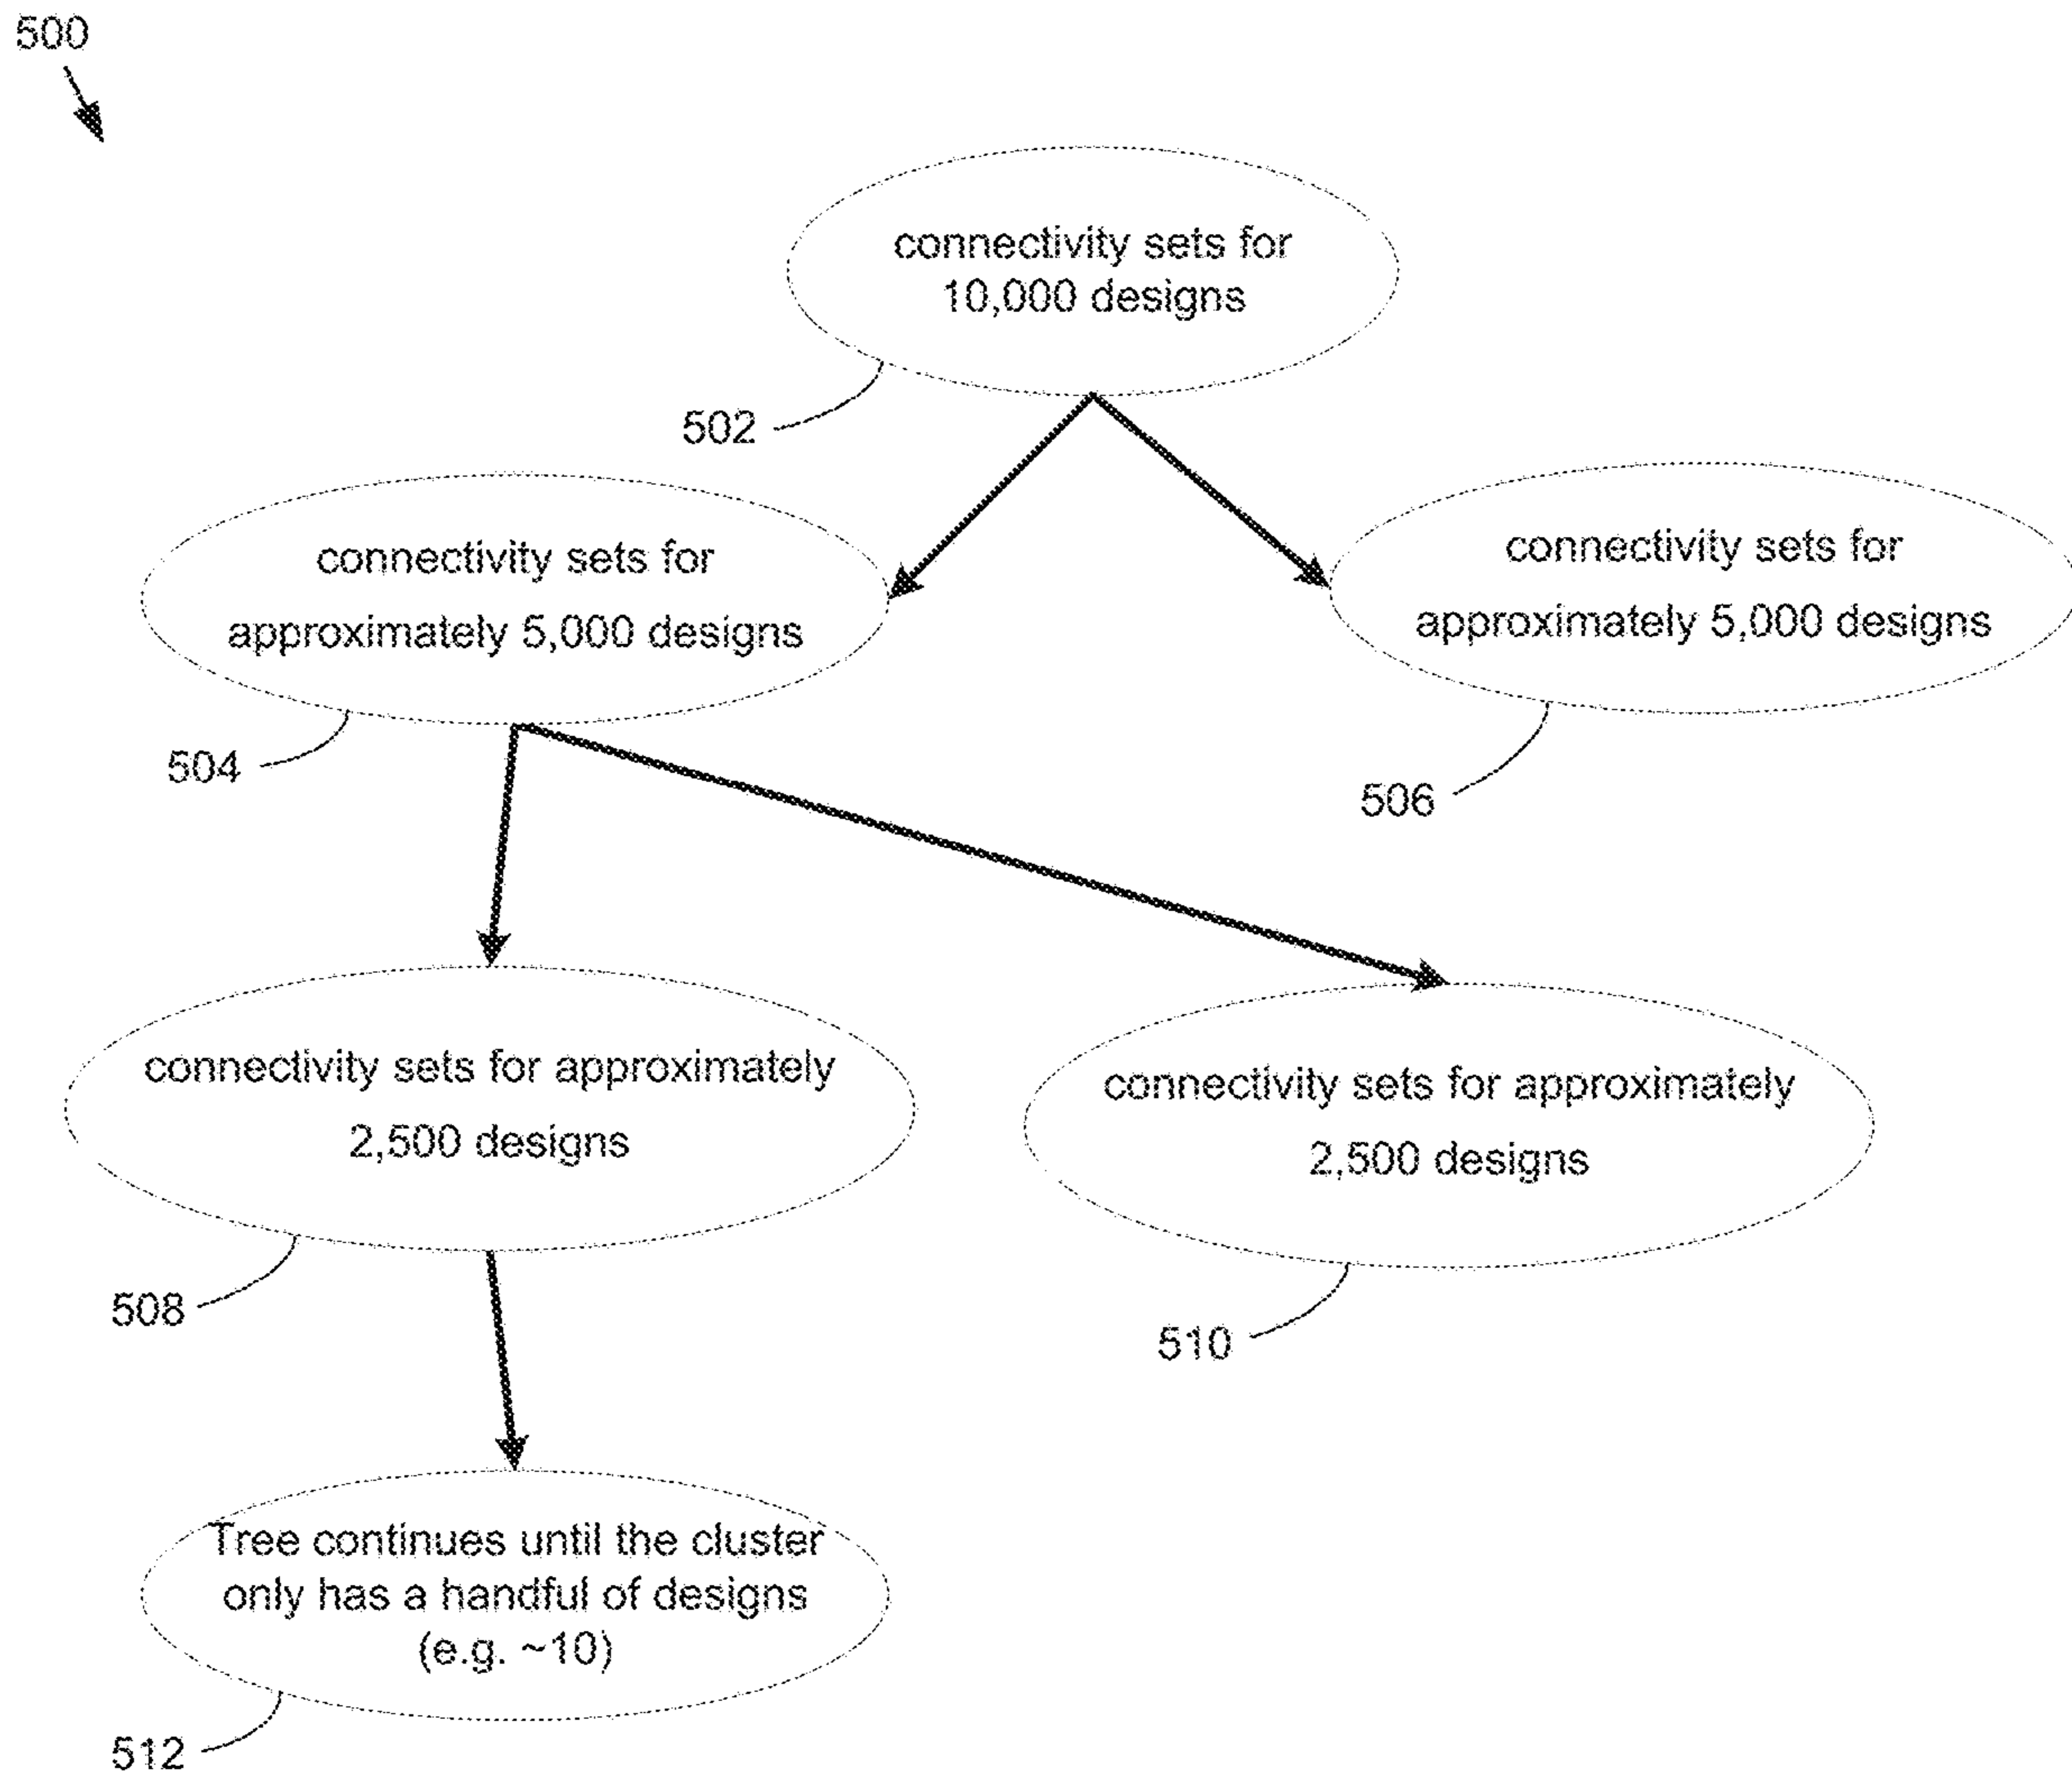 500
connectivity sets for
10,000 designs
502
connectivity sets for
approximately 5,000 designs
504
connectivity sets for
approximately 5,000 designs
506
connectivity sets for approximately
2,500 designs
508
connectivity sets for approximately
2,500 designs
510
Tree continues until the cluster
only has a handful of designs
(e.g. ~10)
512